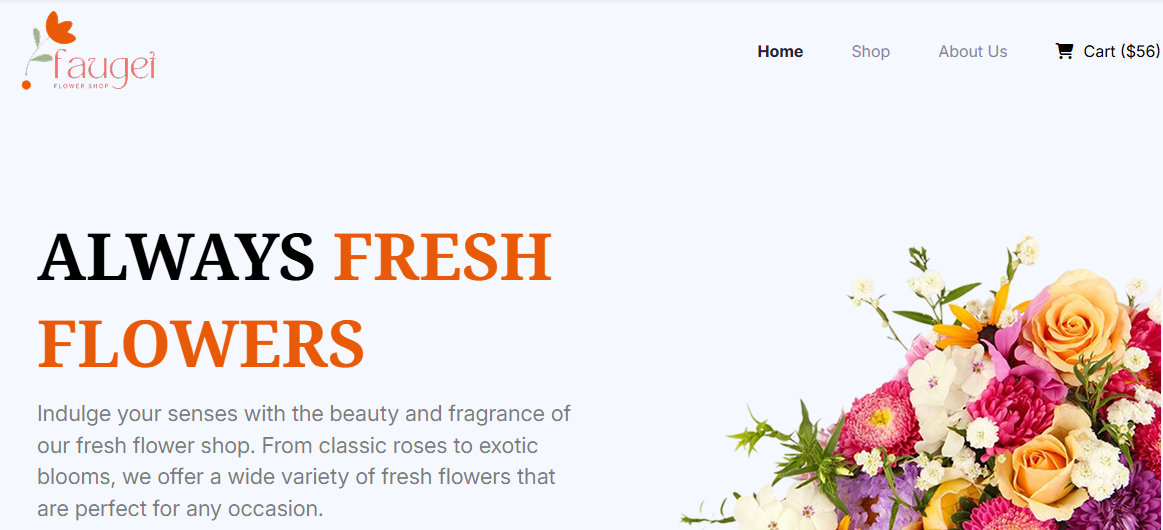 fauget
FLOWER SHOP
Home Shop About Us Cart ($56)
ALWAYS FRESH
FLOWERS
Indulge your senses with the beauty and fragrance of
our fresh flower shop. From classic roses to exotic
blooms, we offer a wide variety of fresh flowers that
are perfect for any occasion.